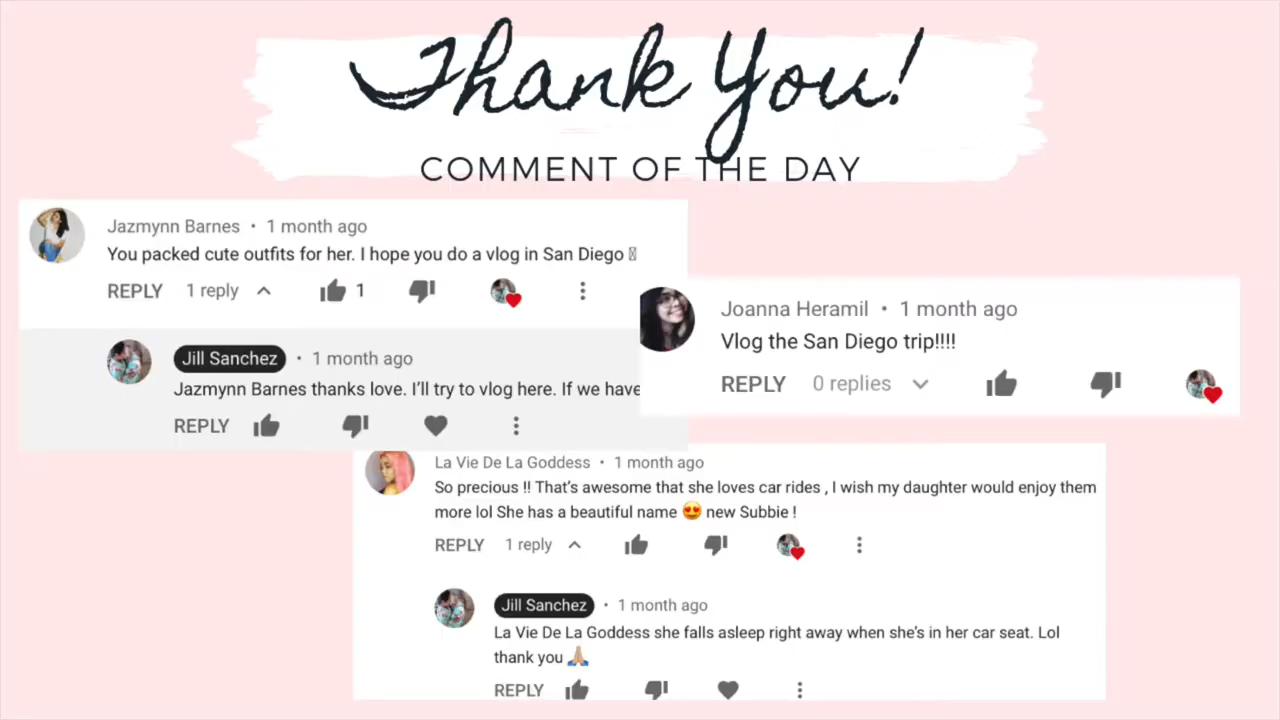 Thank You!
COMMENT OF THE DAY
Jazmynn Barnes • 1 month ago
You packed cute outfits for her. I hope you do a vlog in San Diego
REPLY 1 reply 1
Jill Sanchez • 1 month ago
Jazmynn Barnes thanks love. I'll try to vlog here. If we have
REPLY
Joanna Heramil • 1 month ago
Vlog the San Diego trip!!!!
REPLY 0 replies
La Vie De La Goddess • 1 month ago
So precious !! That's awesome that she loves car rides , I wish my daughter would enjoy them
more lol She has a beautiful name 😍 new Subbie !
REPLY 1 reply
Jill Sanchez • 1 month ago
La Vie De La Goddess she falls asleep right away when she's in her car seat. Lol
thank you 🙏🏼
REPLY